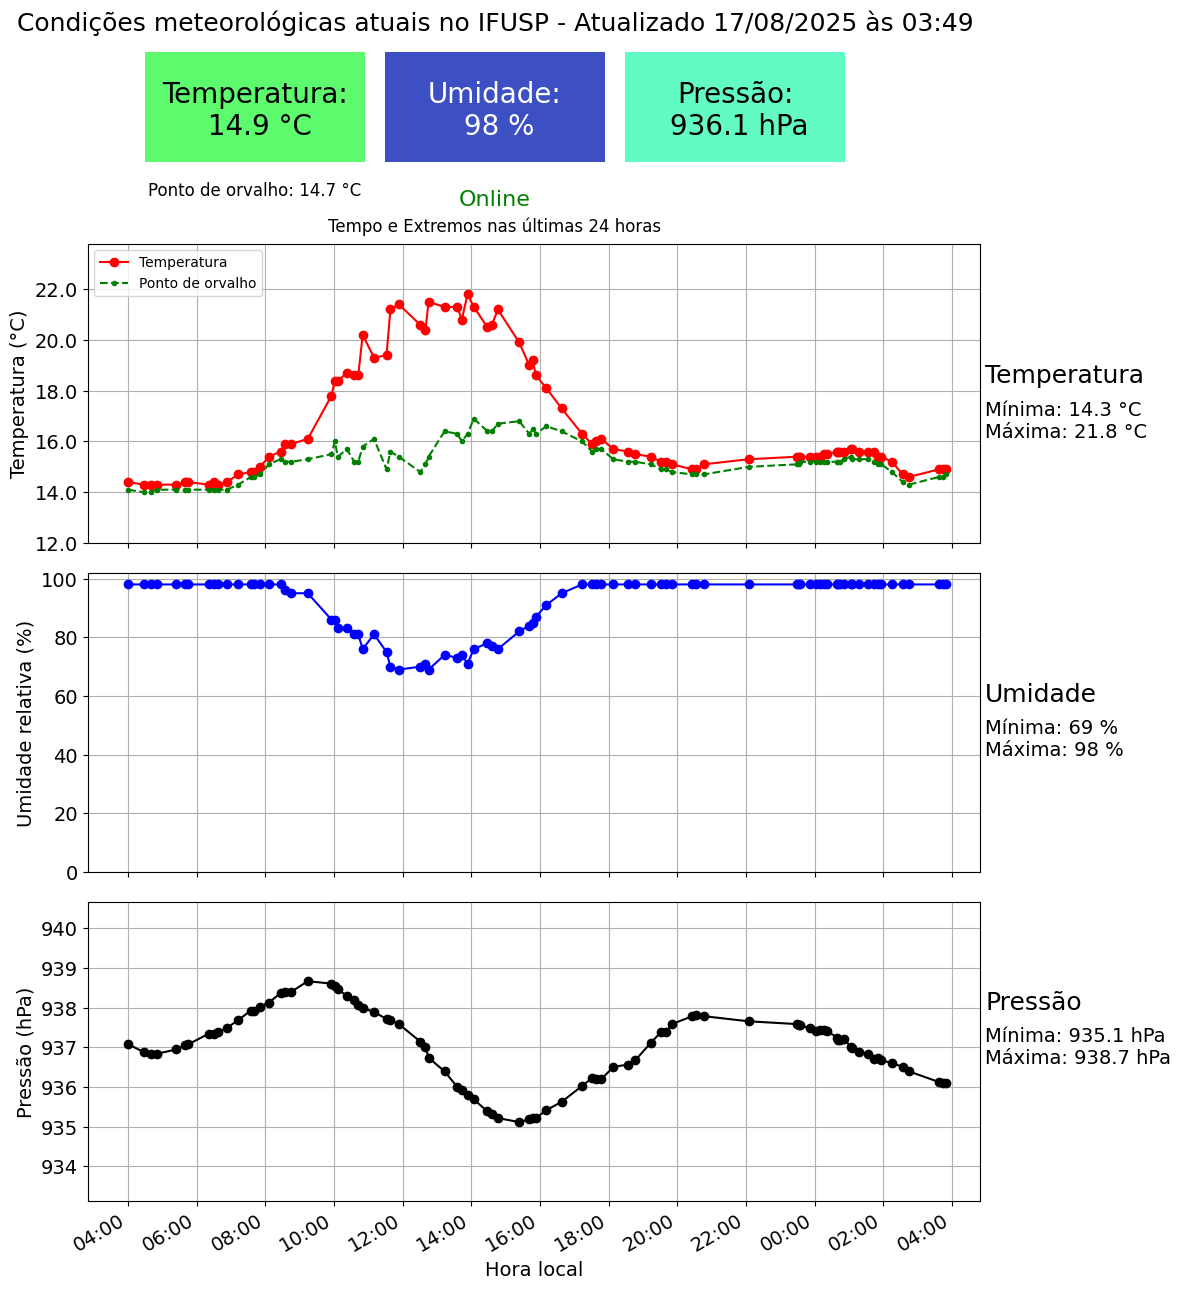 Condições meteorológicas atuais no IFUSP - Atualizado 17/08/2025 às 03:49
Temperatura:
14.9 °C
Umidade:
98 %
Pressão:
936.1 hPa
Ponto de orvalho: 14.7 °C
Online
Tempo e Extremos nas últimas 24 horas
Temperatura
Ponto de orvalho
Temperatura (°C)
22.0
20.0
18.0
16.0
14.0
12.0
Temperatura
Mínima: 14.3 °C
Máxima: 21.8 °C
Umidade relativa (%)
100
80
60
40
20
0
Umidade
Mínima: 69 %
Máxima: 98 %
Pressão (hPa)
940
939
938
937
936
935
934
Pressão
Mínima: 935.1 hPa
Máxima: 938.7 hPa
04:00 06:00 08:00 10:00 12:00 14:00 16:00 18:00 20:00 22:00 00:00 02:00 04:00
Hora local